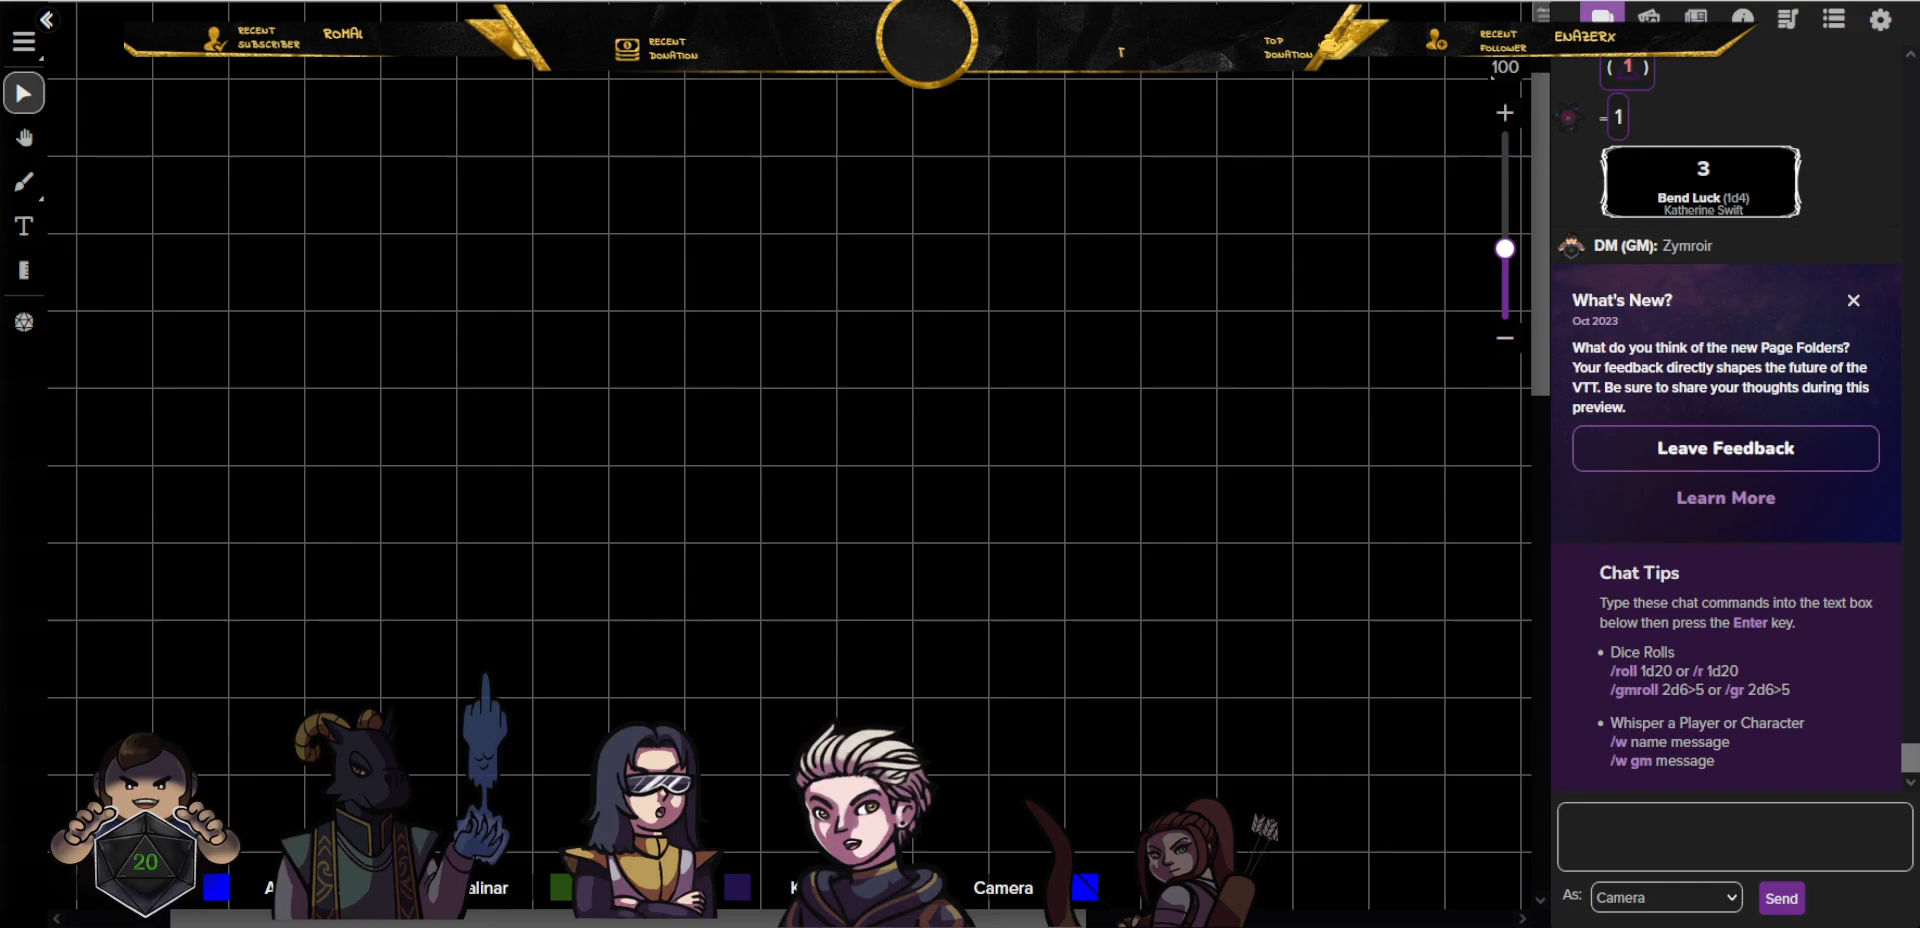 RECENT
SUBSCRIBER
ROMAL
RECENT
DONATION
1
TOP
DONATION
RECENT
FOLLOWER
ENAZERX
100
( 1 )
=1
3
Bend Luck (1d4)
Katherine Swift
DM (GM): Zymroir
What's New?
Oct 2023
What do you think of the new Page Folders?
Your feedback directly shapes the future of the
VTT. Be sure to share your thoughts during this
preview.
Leave Feedback
Learn More
Chat Tips
Type these chat commands into the text box
below then press the Enter key.
• Dice Rolls
/roll 1d20 or /r 1d20
/gmroll 2d6>5 or /gr 2d6>5
• Whisper a Player or Character
/w name message
/w gm message
20
alinar
Camera
As:
Camera
Send